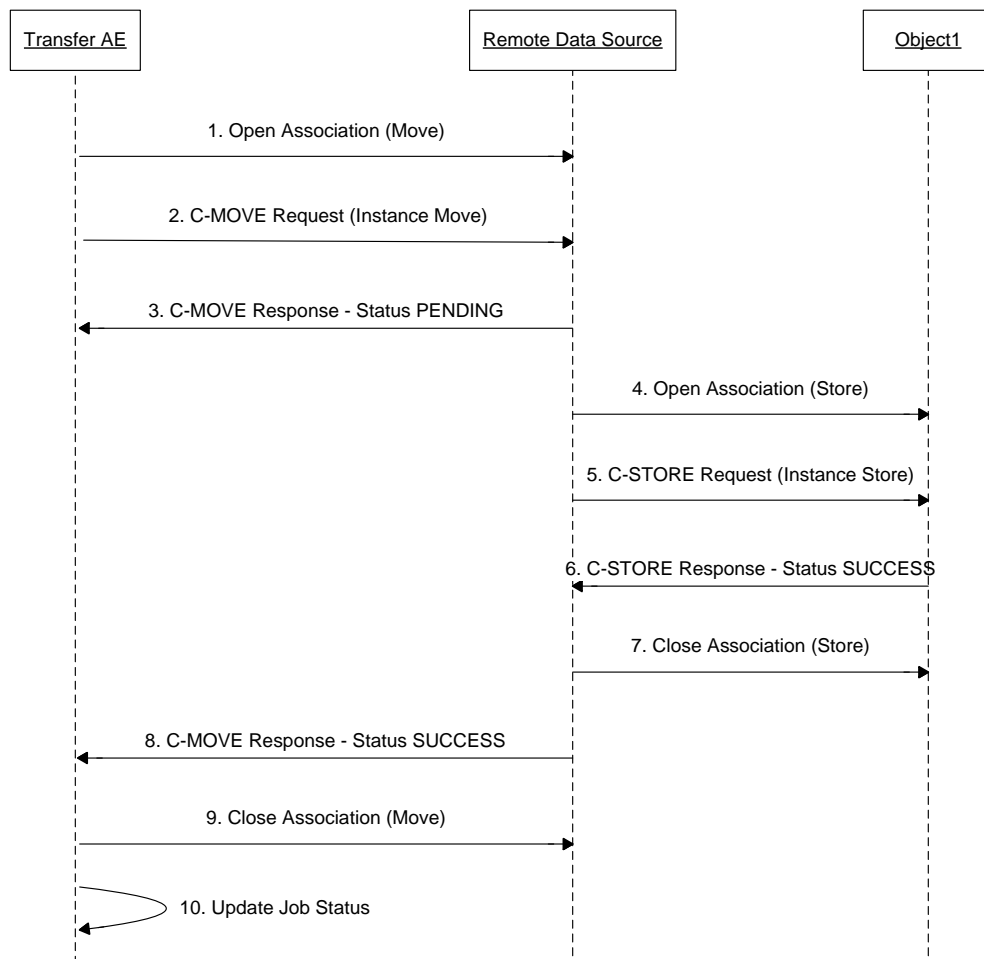 Transfer AE
Remote Data Source
Object1
1. Open Association (Move)
2. C-MOVE Request (Instance Move)
3. C-MOVE Response - Status PENDING
4. Open Association (Store)
5. C-STORE Request (Instance Store)
6. C-STORE Response - Status SUCCESS
7. Close Association (Store)
8. C-MOVE Response - Status SUCCESS
9. Close Association (Move)
10. Update Job Status